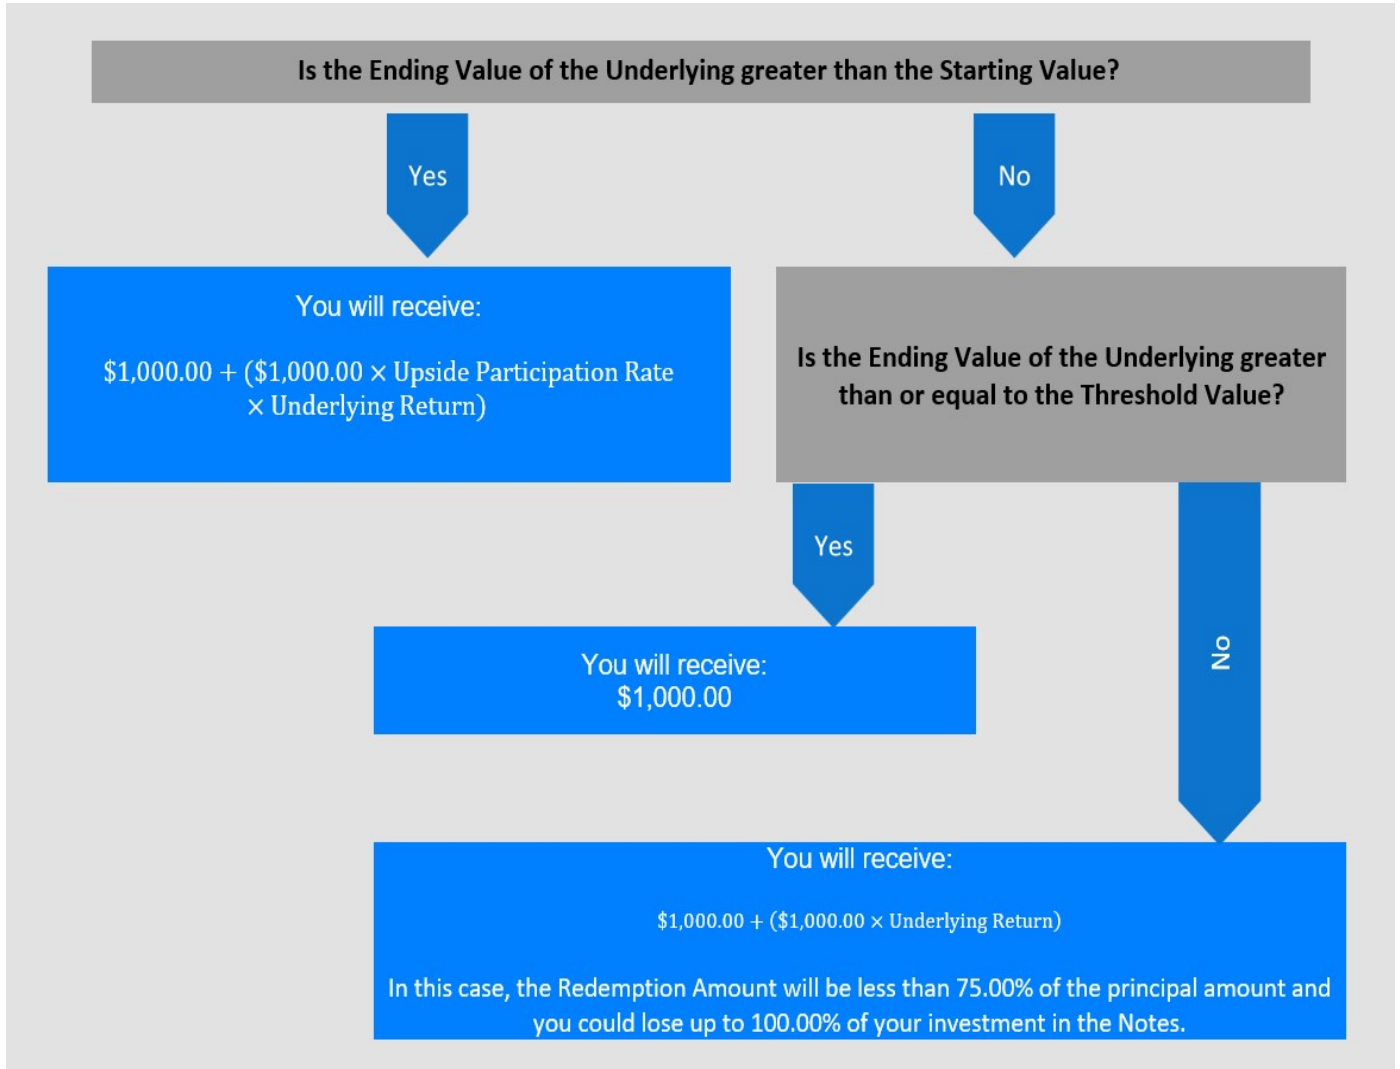 Is the Ending Value of the Underlying greater than the Starting Value?
Yes
No
You will receive:
$1,000.00 + ($1,000.00 × Upside Participation Rate
× Underlying Return)
Is the Ending Value of the Underlying greater
than or equal to the Threshold Value?
Yes
No
You will receive:
$1,000.00
You will receive:
$1,000.00 + ($1,000.00 × Underlying Return)
In this case, the Redemption Amount will be less than 75.00% of the principal amount and
you could lose up to 100.00% of your investment in the Notes.